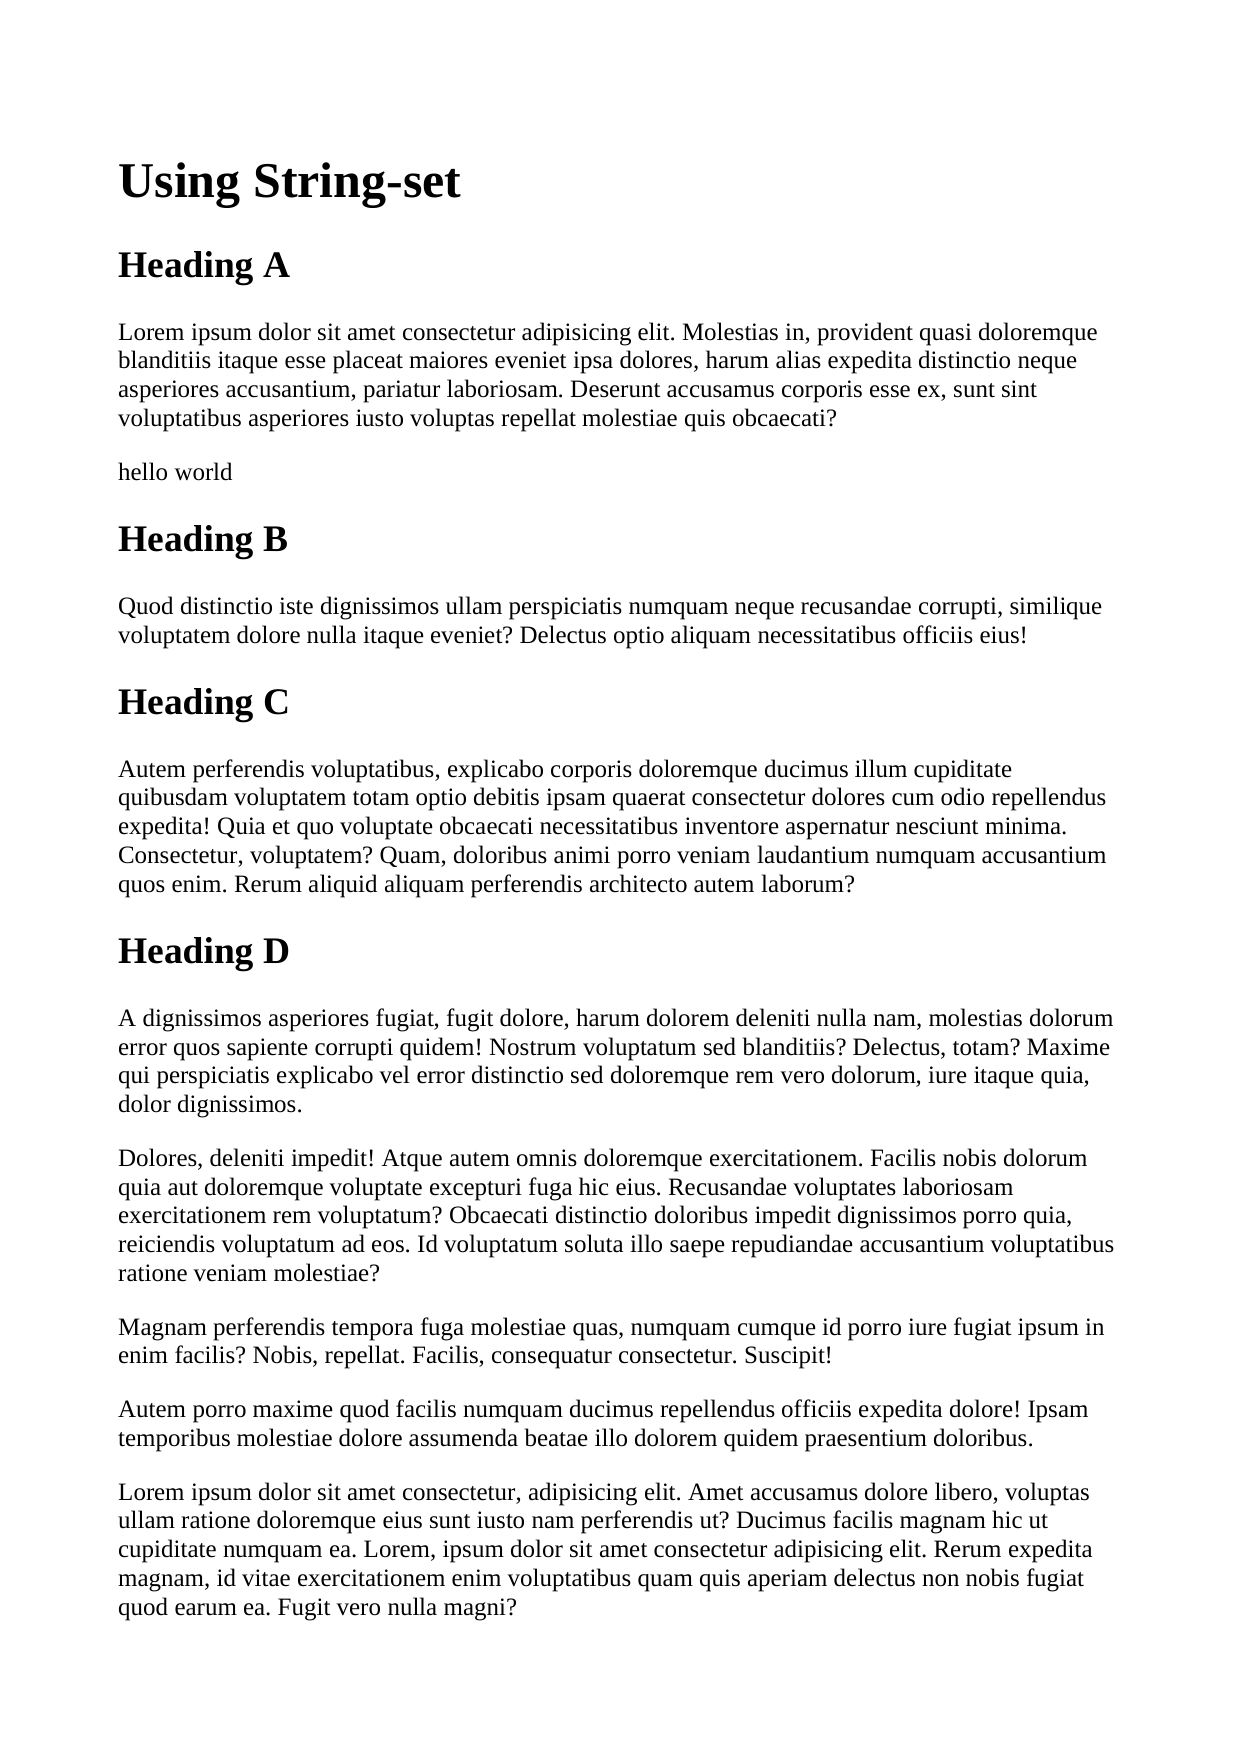 Using String-set
Heading A
Lorem ipsum dolor sit amet consectetur adipisicing elit. Molestias in, provident quasi doloremque
blanditiis itaque esse placeat maiores eveniet ipsa dolores, harum alias expedita distinctio neque
asperiores accusantium, pariatur laboriosam. Deserunt accusamus corporis esse ex, sunt sint
voluptatibus asperiores iusto voluptas repellat molestiae quis obcaecati?
hello world
Heading B
Quod distinctio iste dignissimos ullam perspiciatis numquam neque recusandae corrupti, similique
voluptatem dolore nulla itaque eveniet? Delectus optio aliquam necessitatibus officiis eius!
Heading C
Autem perferendis voluptatibus, explicabo corporis doloremque ducimus illum cupiditate
quibusdam voluptatem totam optio debitis ipsam quaerat consectetur dolores cum odio repellendus
expedita! Quia et quo voluptate obcaecati necessitatibus inventore aspernatur nesciunt minima.
Consectetur, voluptatem? Quam, doloribus animi porro veniam laudantium numquam accusantium
quos enim. Rerum aliquid aliquam perferendis architecto autem laborum?
Heading D
A dignissimos asperiores fugiat, fugit dolore, harum dolorem deleniti nulla nam, molestias dolorum
error quos sapiente corrupti quidem! Nostrum voluptatum sed blanditiis? Delectus, totam? Maxime
qui perspiciatis explicabo vel error distinctio sed doloremque rem vero dolorum, iure itaque quia,
dolor dignissimos.
Dolores, deleniti impedit! Atque autem omnis doloremque exercitationem. Facilis nobis dolorum
quia aut doloremque voluptate excepturi fuga hic eius. Recusandae voluptates laboriosam
exercitationem rem voluptatum? Obcaecati distinctio doloribus impedit dignissimos porro quia,
reiciendis voluptatum ad eos. Id voluptatum soluta illo saepe repudiandae accusantium voluptatibus
ratione veniam molestiae?
Magnam perferendis tempora fuga molestiae quas, numquam cumque id porro iure fugiat ipsum in
enim facilis? Nobis, repellat. Facilis, consequatur consectetur. Suscipit!
Autem porro maxime quod facilis numquam ducimus repellendus officiis expedita dolore! Ipsam
temporibus molestiae dolore assumenda beatae illo dolorem quidem praesentium doloribus.
Lorem ipsum dolor sit amet consectetur, adipisicing elit. Amet accusamus dolore libero, voluptas
ullam ratione doloremque eius sunt iusto nam perferendis ut? Ducimus facilis magnam hic ut
cupiditate numquam ea. Lorem, ipsum dolor sit amet consectetur adipisicing elit. Rerum expedita
magnam, id vitae exercitationem enim voluptatibus quam quis aperiam delectus non nobis fugiat
quod earum ea. Fugit vero nulla magni?